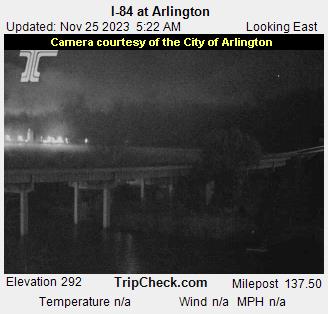 I-84 at Arlington
Updated: Nov 25 2023 5:22 AM Looking East
Camera courtesy of the City of Arlington
Elevation 292 TripCheck.com Milepost 137.50
Temperature n/a Wind n/a MPH n/a